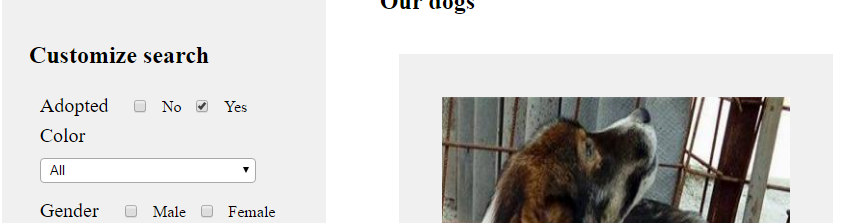 Our dogs
Customize search
Adopted No Yes
Color
All
Gender Male Female